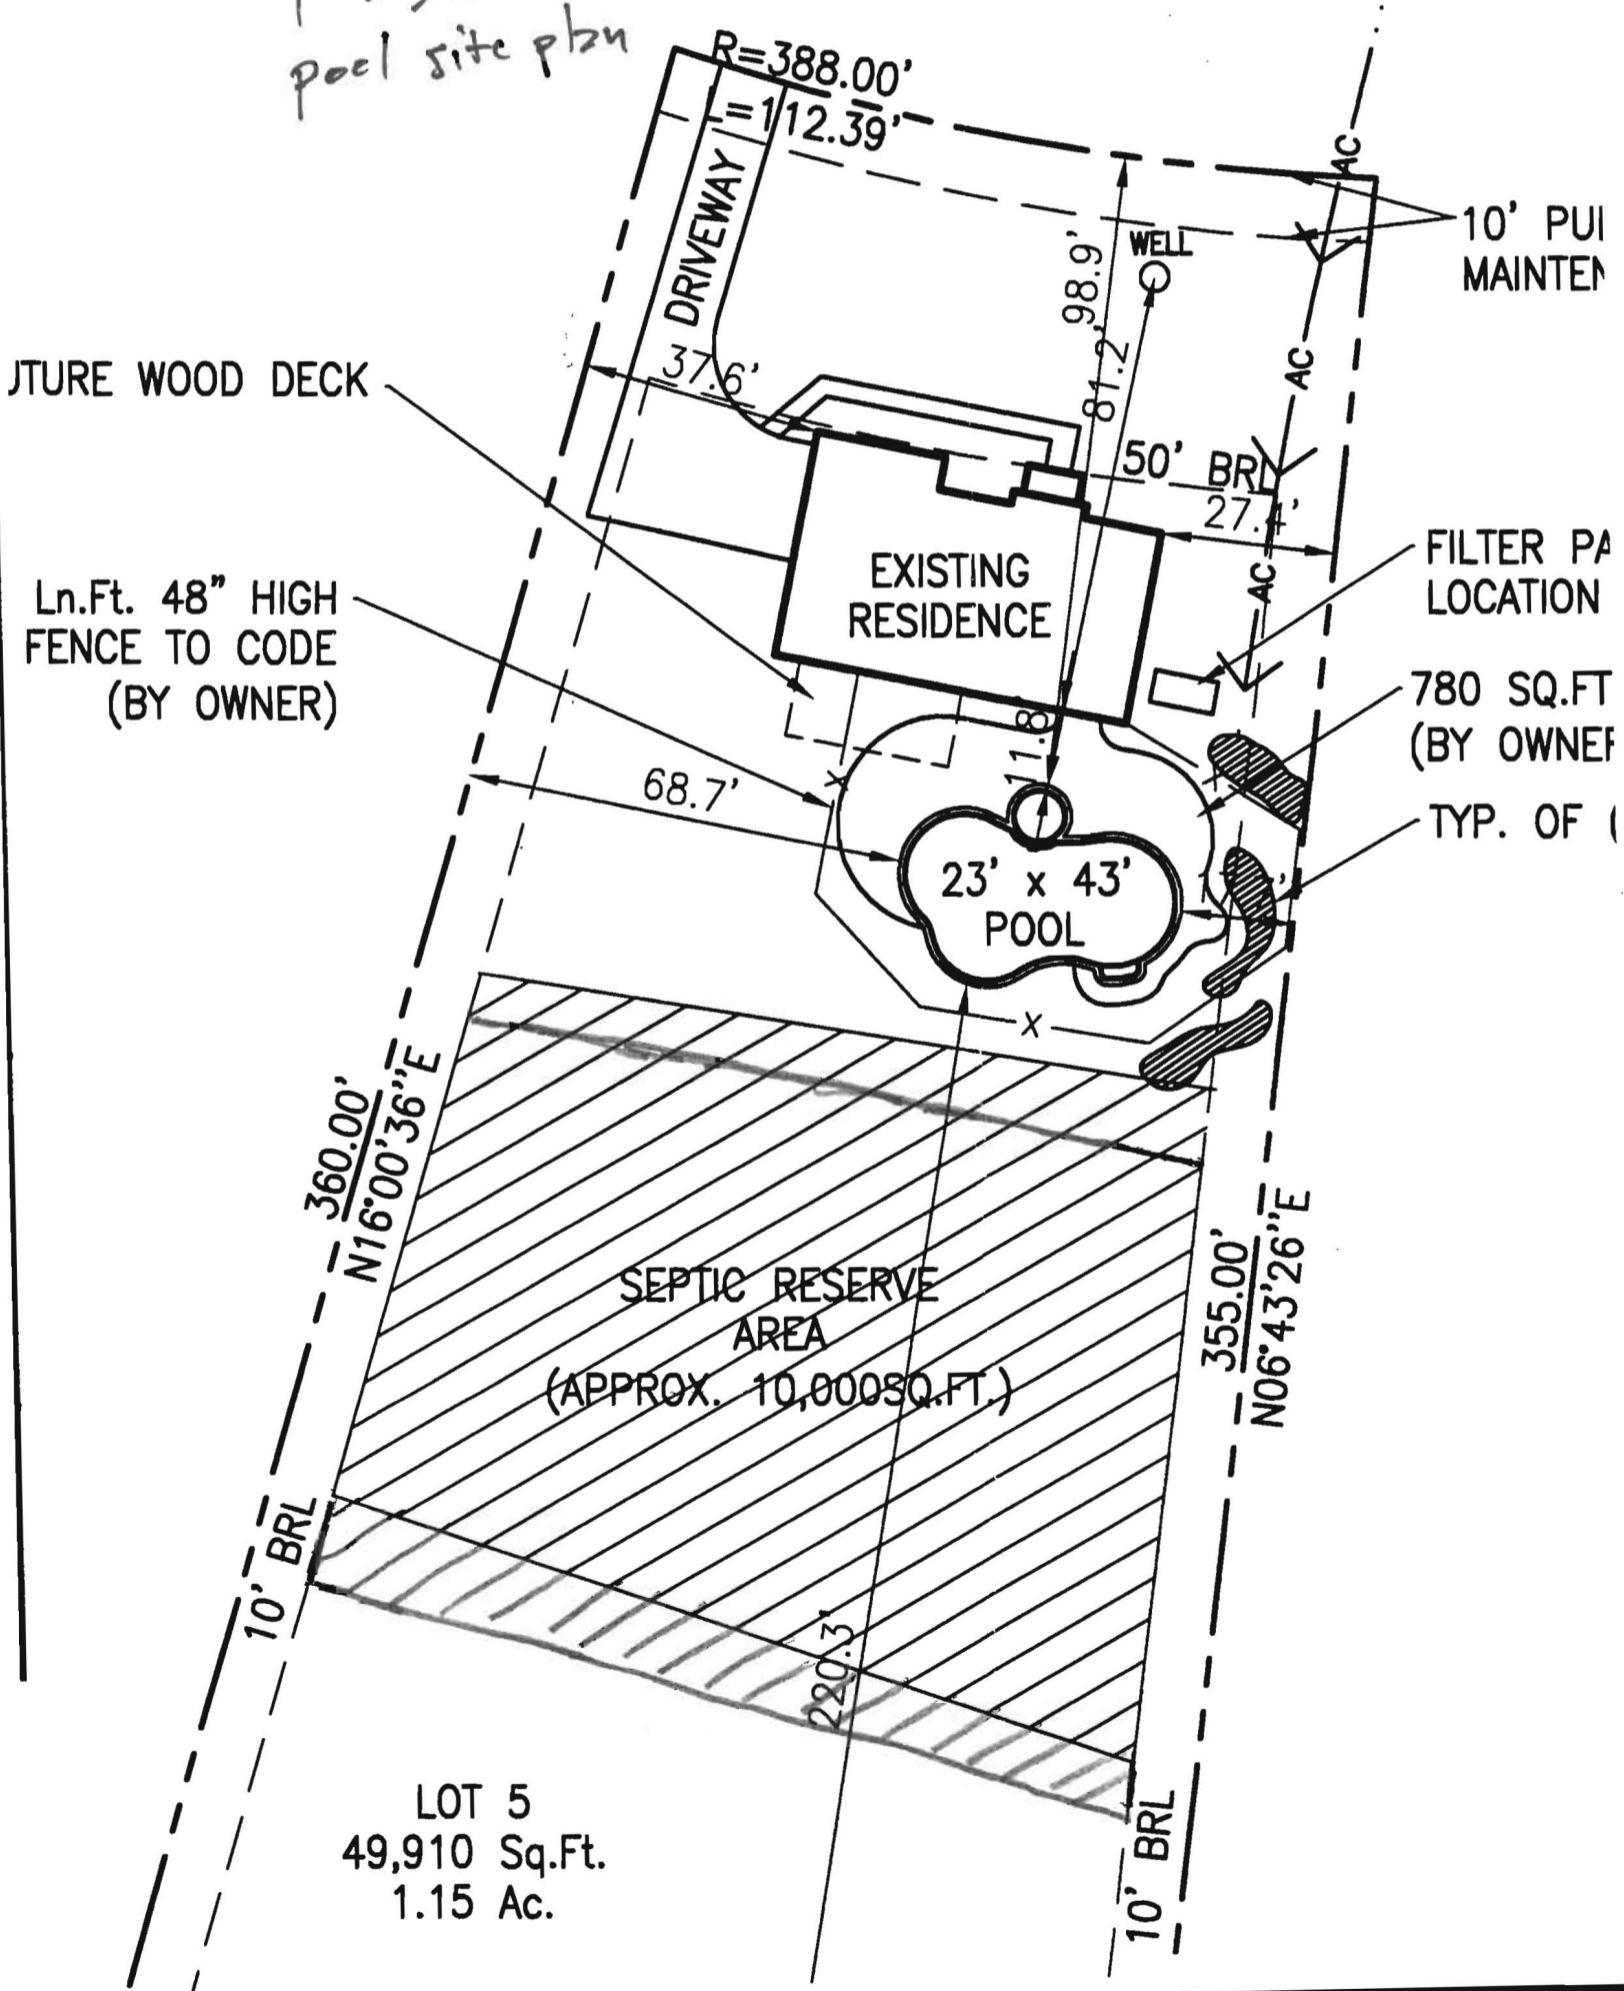 pool site plan
R=388.00'
L=112.39'
DRIVEWAY
98.9'
WELL
81.2'
AC
10' PUI
MAINTEN
37.6'
UTURE WOOD DECK
AC
50' BRL
27.4'
EXISTING
RESIDENCE
AC
FILTER PA
LOCATION
Ln.Ft. 48" HIGH
FENCE TO CODE
(BY OWNER)
780 SQ.FT
(BY OWNER
11.8'
68.7'
X
TYP. OF (
23' x 43'
POOL
X
360.00'
N16°00'36"E
355.00'
N06°43'26"E
SEPTIC RESERVE
AREA
(APPROX. 10,000SQ.FT.)
10' BRL
220.3'
LOT 5
49,910 Sq.Ft.
1.15 Ac.
10' BRL